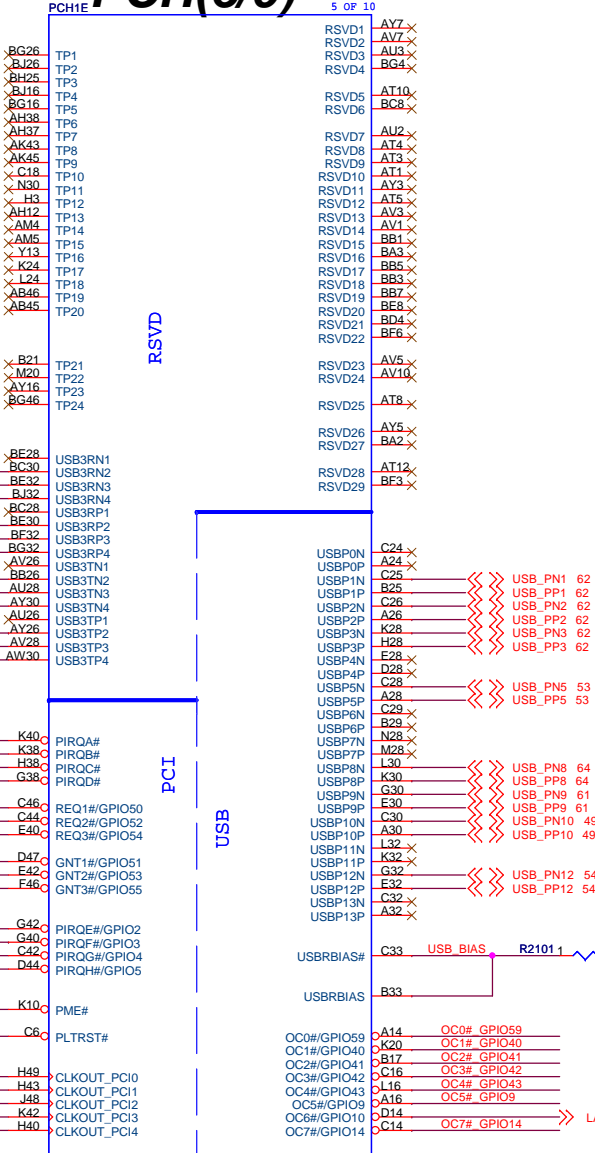 PCH(5/9)
PCH1E 5 OF 10
RSVD1 AY7
RSVD2 AV7
BG26 TP1 RSVD3 AU3
BJ26 TP2 RSVD4 BG4
BH25 TP3
BJ16 TP4 RSVD5 AT10
BG16 TP5 RSVD6 BC8
AH38 TP6
AH37 TP7 RSVD7 AU2
AK43 TP8 RSVD8 AT4
AK45 TP9 RSVD9 AT3
C18 TP10 RSVD10 AT1
N30 TP11 RSVD11 AY3
H3 TP12 RSVD12 AT5
AH12 TP13 RSVD13 AV3
AM4 TP14 RSVD14 AV1
AM5 TP15 RSVD15 BB1
Y13 TP16 RSVD16 BA3
K24 TP17 RSVD17 BB5
L24 TP18 RSVD18 BB3
AB46 TP19 RSVD19 BB7
AB45 TP20 RSVD20 BE8
RSVD21 BD4
RSVD22 BF6
RSVD
B21 TP21 RSVD23 AV5
M20 TP22 RSVD24 AV10
AY16 TP23
BG46 TP24 RSVD25 AT8
RSVD26 AY5
RSVD27 BA2
BE28 USB3RN1
BC30 USB3RN2 RSVD28 AT12
BE32 USB3RN3 RSVD29 BF3
BJ32 USB3RN4
BC28 USB3RP1
BE30 USB3RP2
BF32 USB3RP3
BG32 USB3RP4 USBP0N C24
AV26 USB3TN1 USBP0P A24
BB26 USB3TN2 USBP1N C25 USB_PN1 62
AU28 USB3TN3 USBP1P B25 USB_PP1 62
AY30 USB3TN4 USBP2N C26 USB_PN2 62
AU26 USB3TP1 USBP2P A26 USB_PP2 62
AY26 USB3TP2 USBP3N K28 USB_PN3 62
AV28 USB3TP3 USBP3P H28 USB_PP3 62
AW30 USB3TP4 USBP4N E28
USBP4P D28
USBP5N C28 USB_PN5 53
USBP5P A28 USB_PP5 53
USBP6N C29
USBP6P B29
K40 PIRQA# USBP7N N28
K38 PIRQB# USBP7P M28
H38 PIRQC# USBP8N L30 USB_PN8 64
G38 PIRQD# USBP8P K30 USB_PP8 64
PCI
USBP9N G30 USB_PN9 61
C46 REQ1#/GPIO50 USBP9P E30 USB_PP9 61
C44 REQ2#/GPIO52 USBP10N C30 USB_PN10 49
E40 REQ3#/GPIO54 USBP10P A30 USB_PP10 49
USB
USBP11N L32
D47 GNT1#/GPIO51 USBP11P K32
E42 GNT2#/GPIO53 USBP12N G32 USB_PN12 54
F46 GNT3#/GPIO55 USBP12P E32 USB_PP12 54
USBP13N C32
USBP13P A32
G42 PIRQE#/GPIO2
G40 PIRQF#/GPIO3
C42 PIRQG#/GPIO4 USBRBIAS# C33 USB_BIAS R2101 1
D44 PIRQH#/GPIO5
USBRBIAS B33
K10 PME#
C6 PLTRST# OC0#/GPIO59 A14 OC0#_GPIO59
OC1#/GPIO40 K20 OC1#_GPIO40
OC2#/GPIO41 B17 OC2#_GPIO41
H49 CLKOUT_PCI0 OC3#/GPIO42 C16 OC3#_GPIO42
H43 CLKOUT_PCI1 OC4#/GPIO43 L16 OC4#_GPIO43
J48 CLKOUT_PCI2 OC5#/GPIO9 A16 OC5#_GPIO9
K42 CLKOUT_PCI3 OC6#/GPIO10 D14
H40 CLKOUT_PCI4 OC7#/GPIO14 C14 OC7#_GPIO14